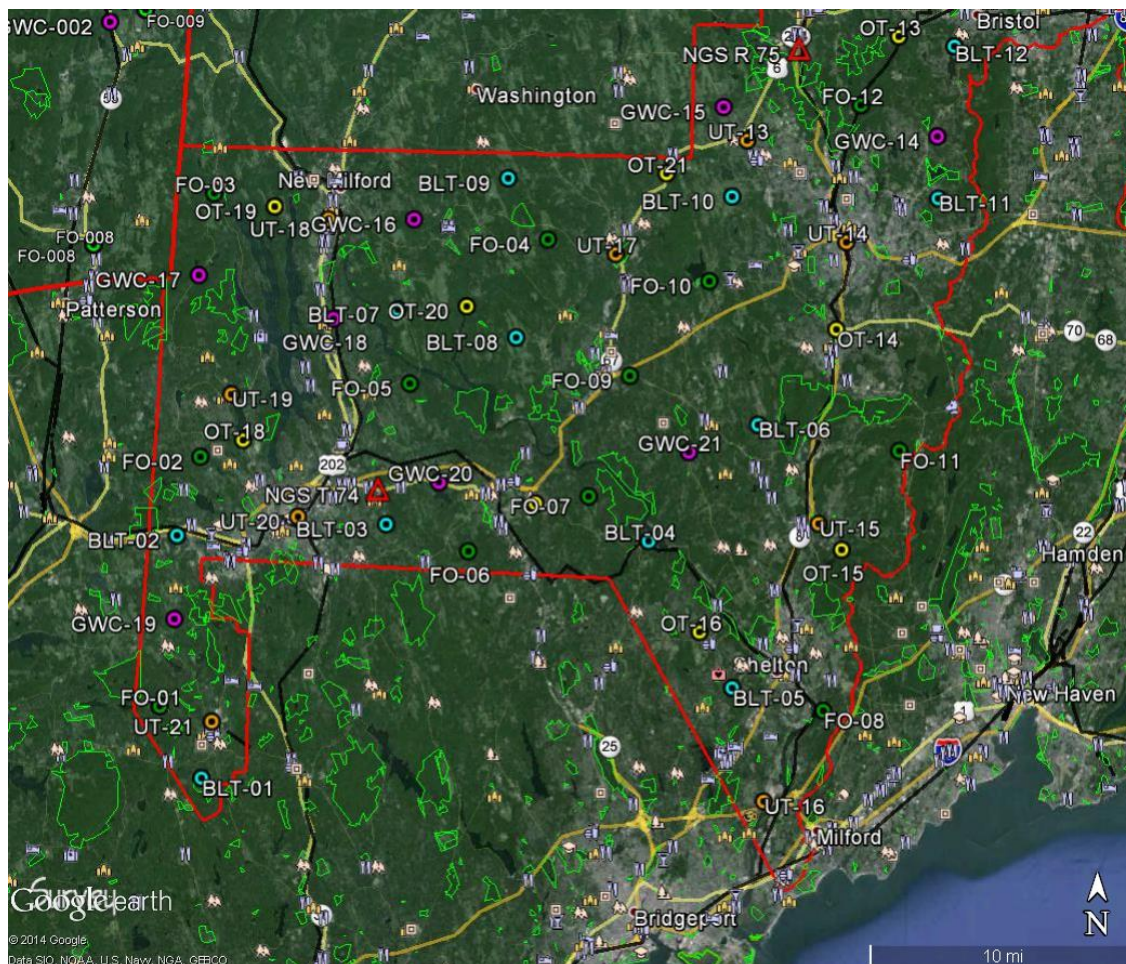 GWC-002
FO-009
OT-13
Bristol
BLT-12
NGS R 75
6
Washington
GWC-15
FO-12
UT-13
GWC-14
55
OT-21
FO-03
New Milford
BLT-09
OT-19
BLT-10
BLT-11
UT-18
GWC-16
FO-008
FO-008
FO-04
UT-17
UT-14
GWC-17
FO-10
Patterson
BLT-07
OT-20
GWC-18
BLT-08
OT-14
70
68
67
FO-05
FO-09
UT-19
OT-18
BLT-06
FO-02
202
GWC-21
FO-11
GWC-20
NGS T 74
FO-07
UT-20
BLT-03
UT-15
BLT-02
BLT-04
22
Hamden
FO-06
OT-15
GWC-19
OT-16
Shelton
FO-01
BLT-05
New Haven
UT-21
FO-08
1
25
BLT-01
UT-16
Milford
Google earth
Bridgeport
N
© 2014 Google
Data SIO, NOAA, U.S. Navy, NGA, GEBCO
10 mi